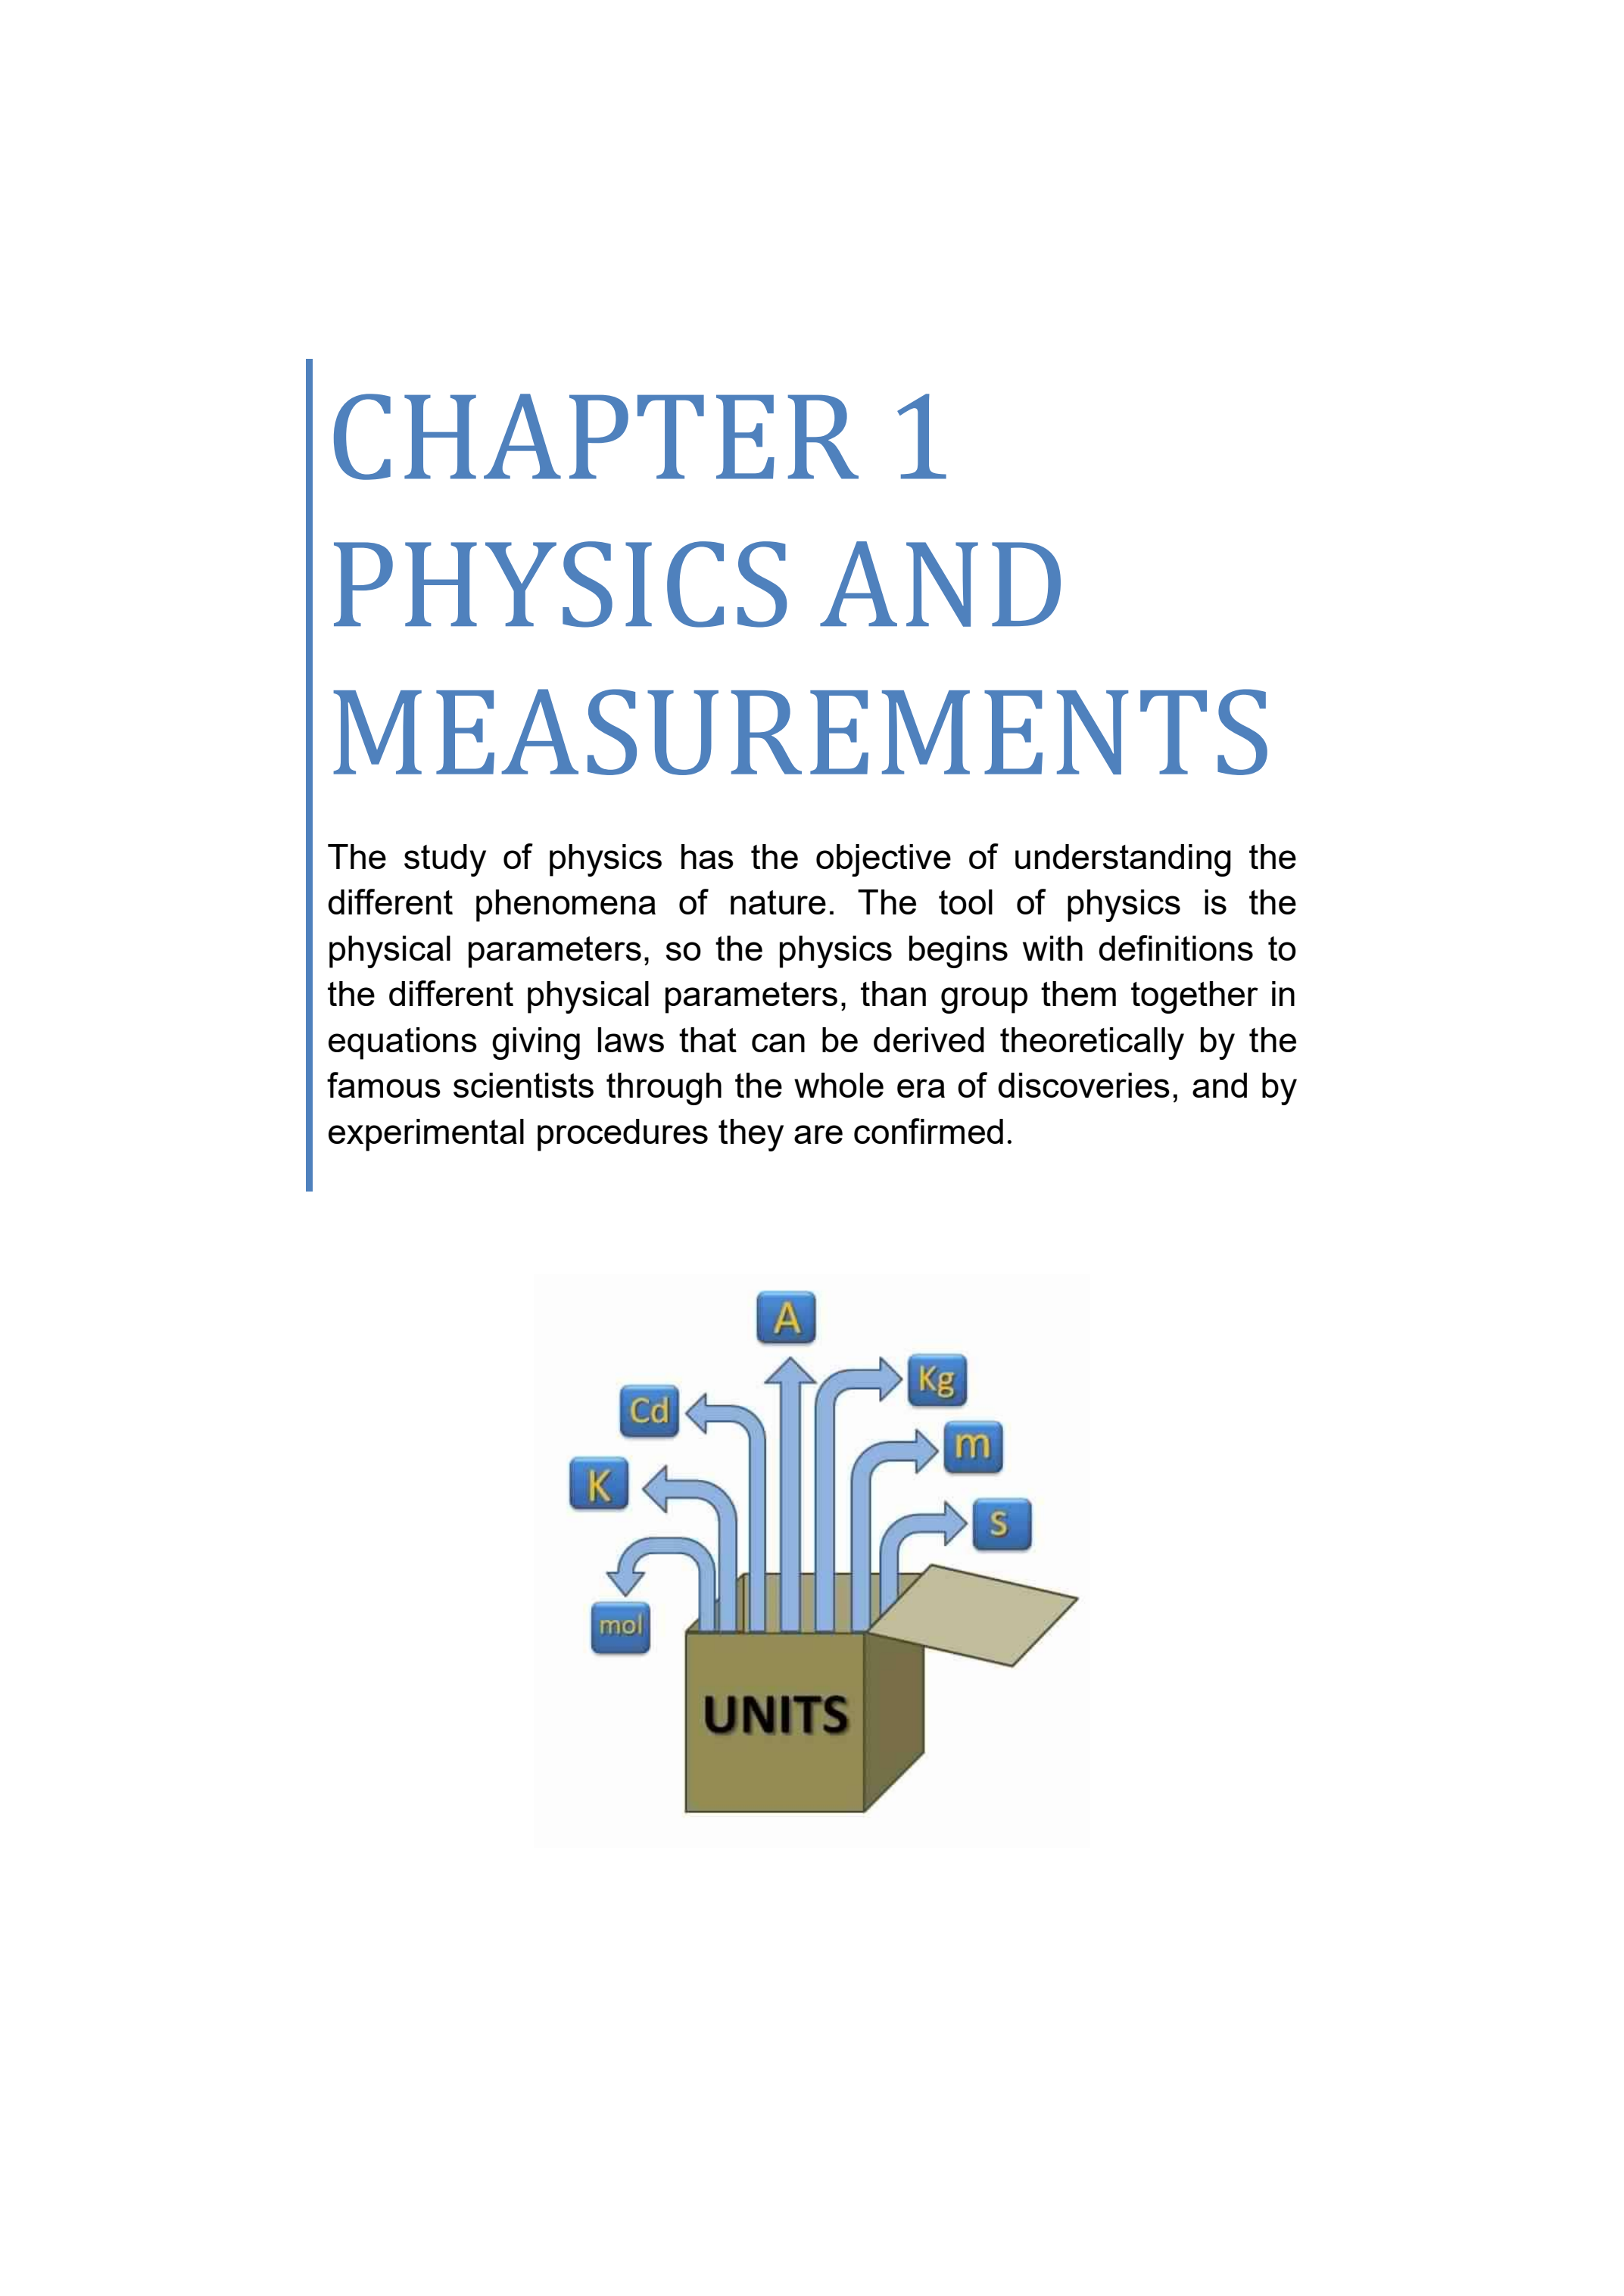 CHAPTER 1
PHYSICS AND
MEASUREMENTS
The study of physics has the objective of understanding the
different phenomena of nature. The tool of physics is the
physical parameters, so the physics begins with definitions to
the different physical parameters, than group them together in
equations giving laws that can be derived theoretically by the
famous scientists through the whole era of discoveries, and by
experimental procedures they are confirmed.
A
Kg
Cd
m
K
s
mol
UNITS